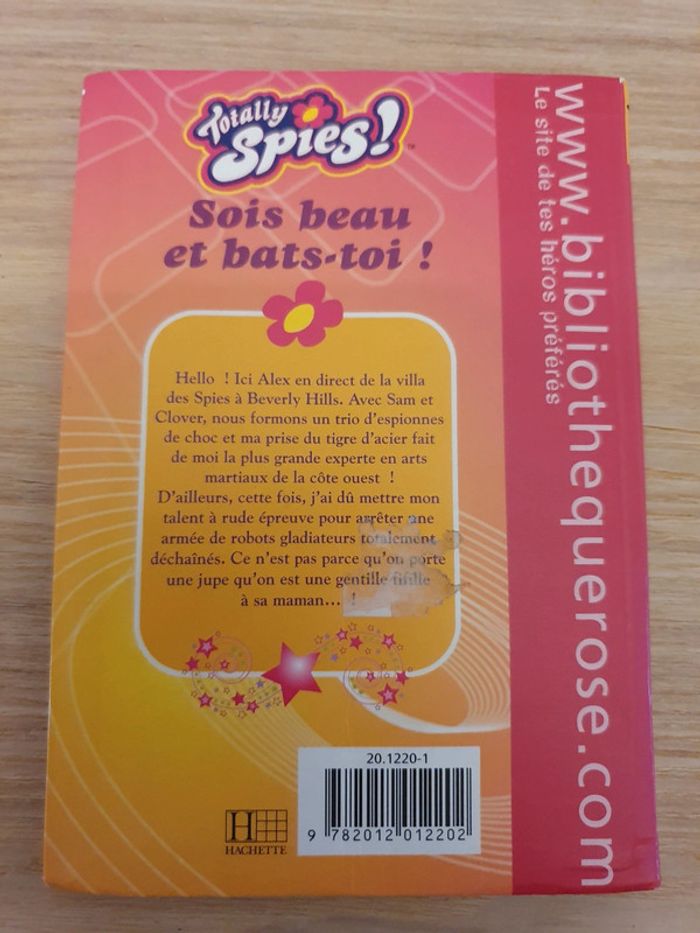 Totally
Spies!
TM
Sois beau
et bats-toi !
Hello ! Ici Alex en direct de la villa
des Spies à Beverly Hills. Avec Sam et
Clover, nous formons un trio d'espionnes
de choc et ma prise du tigre d'acier fait
de moi la plus grande experte en arts
martiaux de la côte ouest !
D'ailleurs, cette fois, j'ai dû mettre mon
talent à rude épreuve pour arrêter une
armée de robots gladiateurs totalement
déchaînés. Ce n'est pas parce qu'on porte
une jupe qu'on est une gentille fifille
à sa maman... !
20.1220-1
9 782012 012202
H
HACHETTE
www.bibliothequerose.com
Le site de tes héros préférés